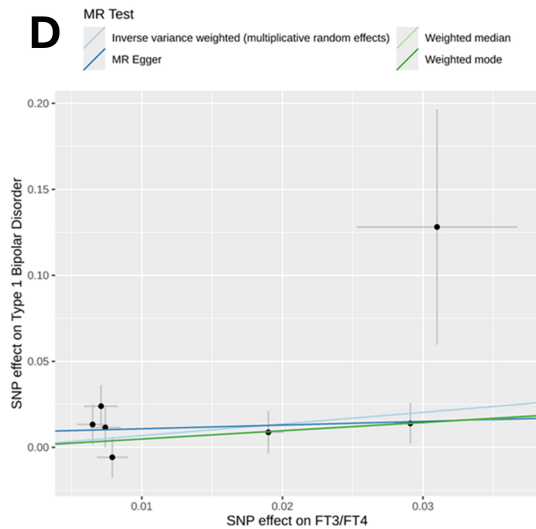 D
MR Test
Inverse variance weighted (multiplicative random effects)
Weighted median
MR Egger
Weighted mode
SNP effect on Type 1 Bipolar Disorder
0.20
0.15
0.10
0.05
0.00
0.01
0.02
0.03
SNP effect on FT3/FT4